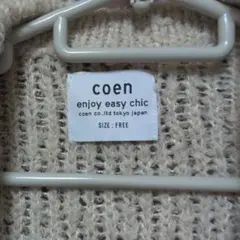 coen
enjoy easy chic
coen co.,ltd tokyo japan
SIZE : FREE